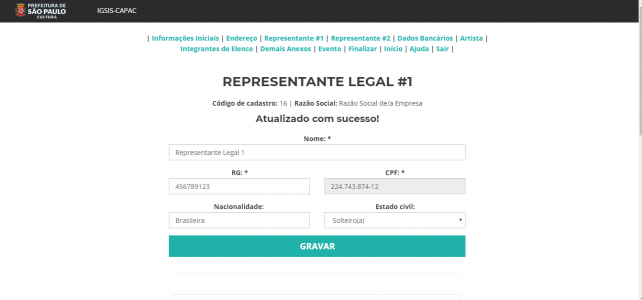 PREFEITURA DE
SÃO PAULO
CULTURA
IGSIS-CAPAC
| Informações Iniciais | Endereço | Representante #1 | Representante #2 | Dados Bancários | Artista |
Integrantes do Elenco | Demais Anexos | Evento | Finalizar | Início | Ajuda | Sair |
REPRESENTANTE LEGAL #1
Código de cadastro: 16 | Razão Social: Razão Social de/a Empresa
Atualizado com sucesso!
Nome: *
Representante Legal 1
RG: * CPF: *
456789123 224.743.874-12
Nacionalidade: Estado civil:
Brasileira Solteiro(a)
GRAVAR